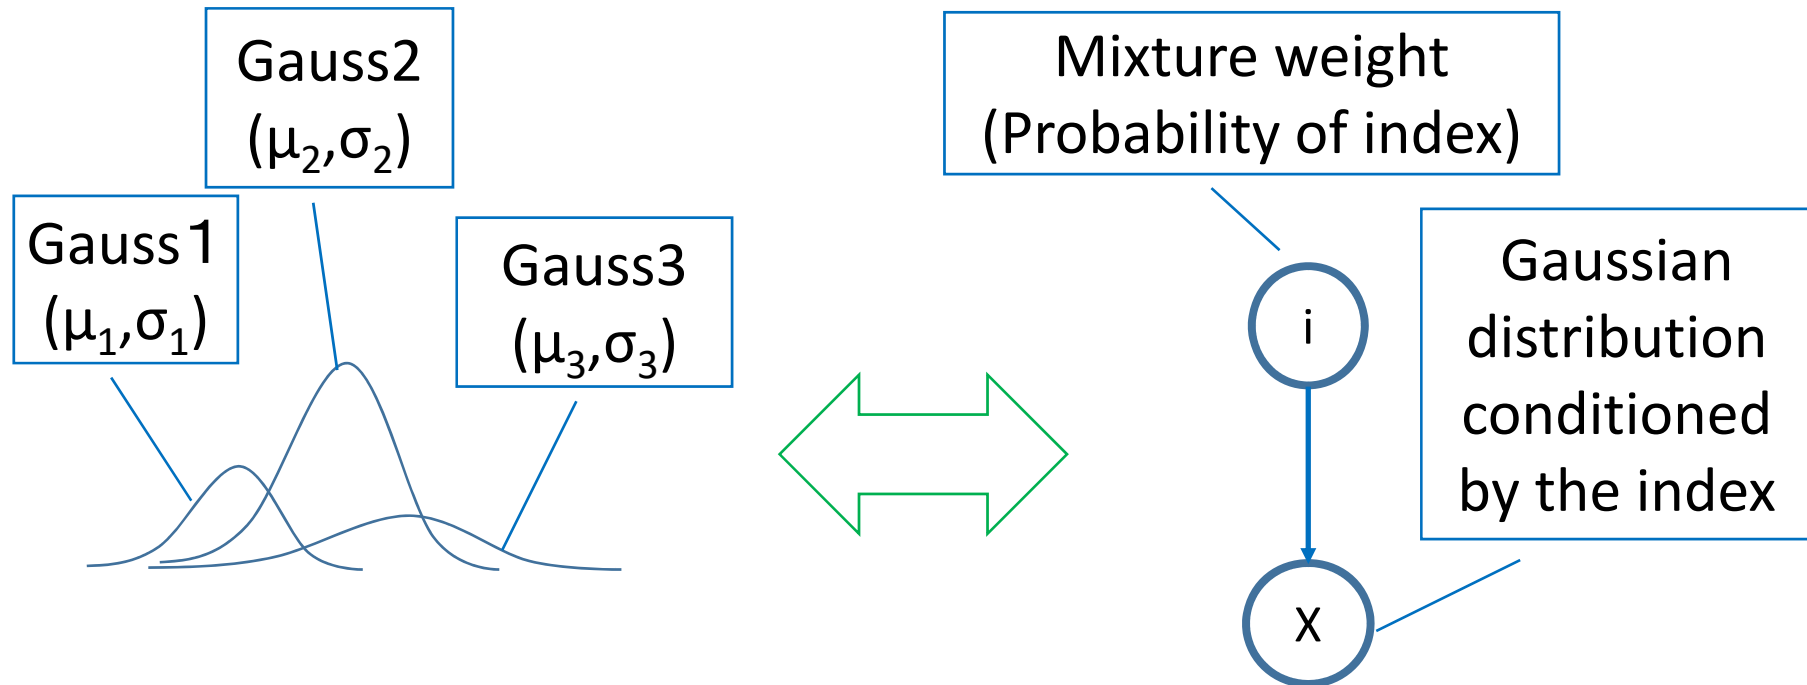 Gauss2
(μ₂,σ₂)
Gauss1
(μ₁,σ₁)
Gauss3
(μ₃,σ₃)
Mixture weight
(Probability of index)
i
Gaussian
distribution
conditioned
by the index
X